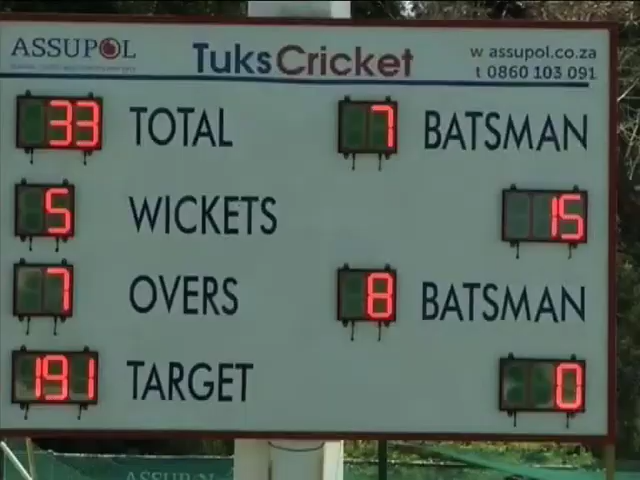 ASSUPOL
TuksCricket
w assupol.co.za
t 0860 103 091
33 TOTAL 7 BATSMAN
5 WICKETS 15
7 OVERS 8 BATSMAN
191 TARGET 0
ASSUPOL